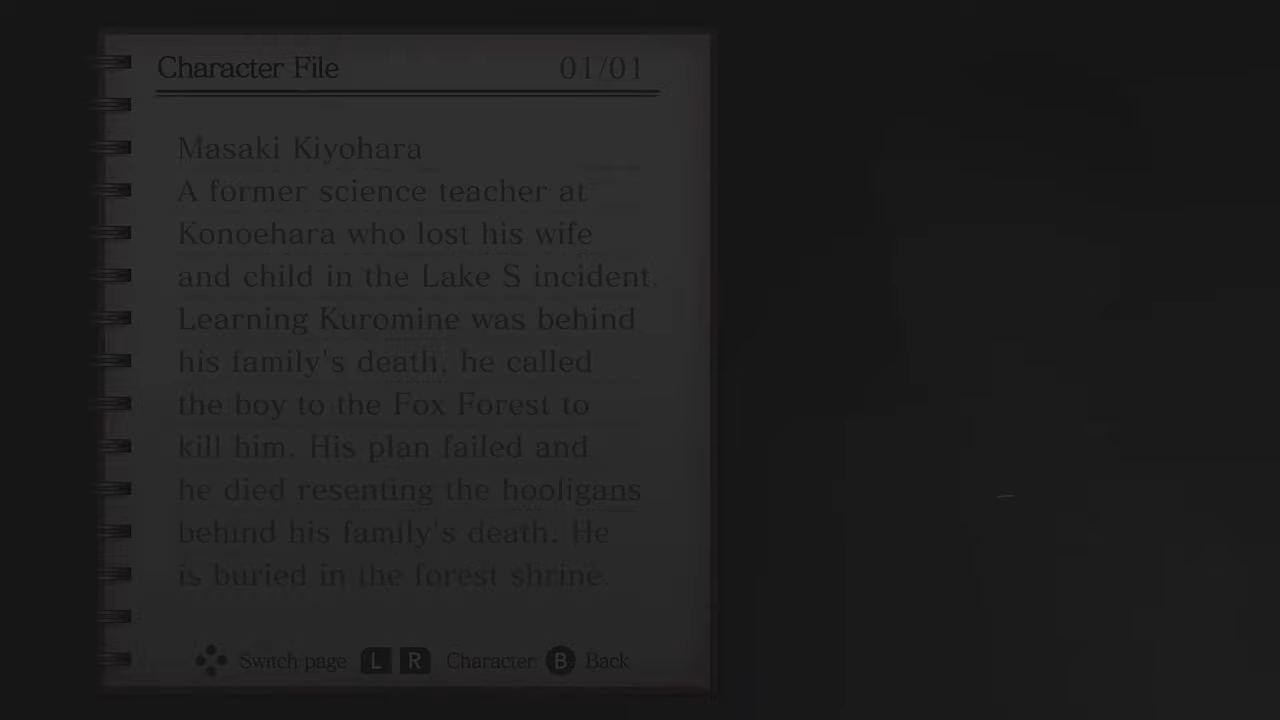 Character File 01/01
Masaki Kiyohara
A former science teacher at
Konoehara who lost his wife
and child in the Lake S incident.
Learning Kuromine was behind
his family's death, he called
the boy to the Fox Forest to
kill him. His plan failed and
he died resenting the hooligans
behind his family's death. He
is buried in the forest shrine.
Switch page L R Character B Back